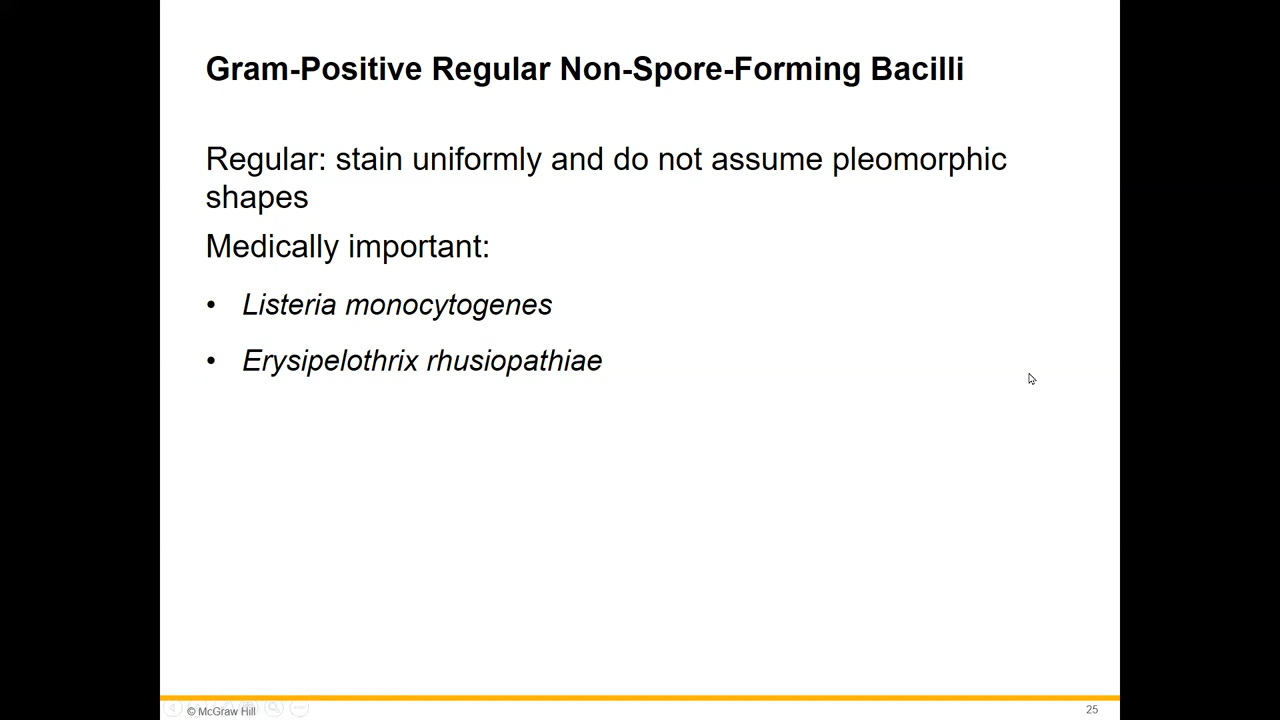 Gram-Positive Regular Non-Spore-Forming Bacilli
Regular: stain uniformly and do not assume pleomorphic
shapes
Medically important:
• Listeria monocytogenes
• Erysipelothrix rhusiopathiae
© McGraw Hill
25